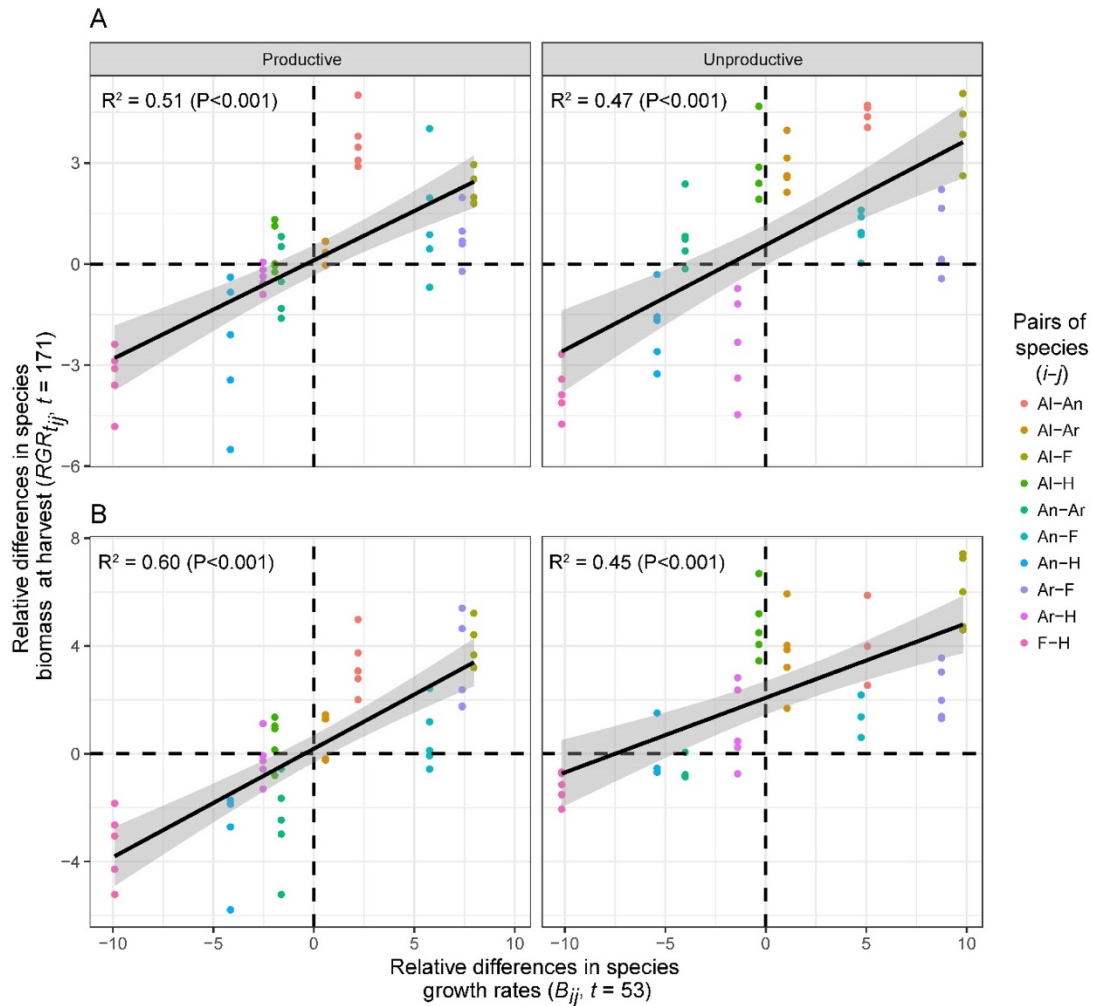 A
Productive
Unproductive
R² = 0.51 (P<0.001)
R² = 0.47 (P<0.001)
3
0
−3
−6
B
R² = 0.60 (P<0.001)
R² = 0.45 (P<0.001)
8
4
0
−4
−10
−5
0
5
10
−10
−5
0
5
10
Relative differences in species
biomass at harvest (RGRtij, t = 171)
Relative differences in species
growth rates (Bij, t = 53)
Pairs of
species
(i–j)
Al−An
Al−Ar
Al−F
Al−H
An−Ar
An−F
An−H
Ar−F
Ar−H
F−H